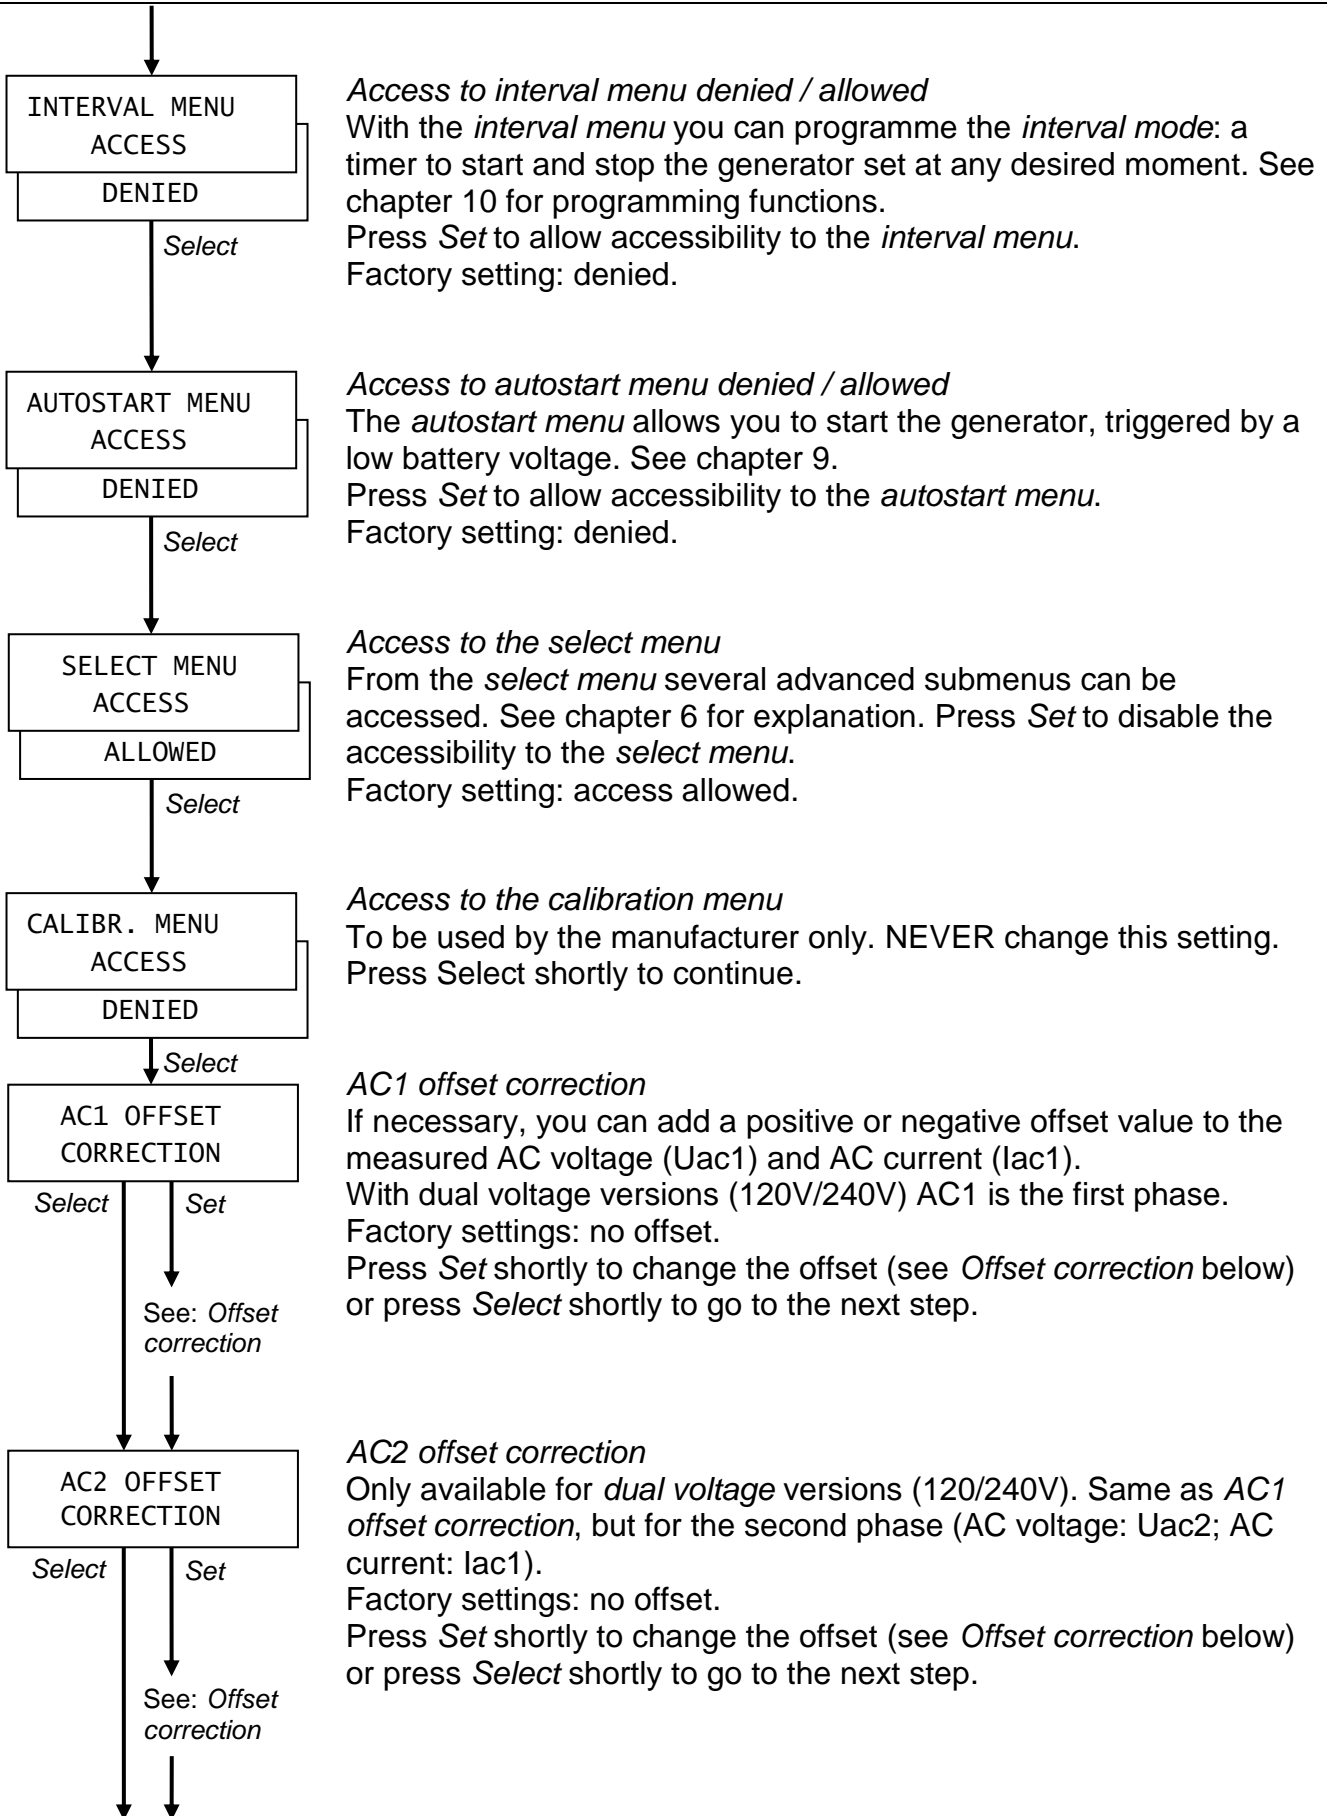 INTERVAL MENU
ACCESS
DENIED
Select
Access to interval menu denied / allowed
With the interval menu you can programme the interval mode: a
timer to start and stop the generator set at any desired moment. See
chapter 10 for programming functions.
Press Set to allow accessibility to the interval menu.
Factory setting: denied.
AUTOSTART MENU
ACCESS
DENIED
Select
Access to autostart menu denied / allowed
The autostart menu allows you to start the generator, triggered by a
low battery voltage. See chapter 9.
Press Set to allow accessibility to the autostart menu.
Factory setting: denied.
SELECT MENU
ACCESS
ALLOWED
Select
Access to the select menu
From the select menu several advanced submenus can be
accessed. See chapter 6 for explanation. Press Set to disable the
accessibility to the select menu.
Factory setting: access allowed.
CALIBR. MENU
ACCESS
DENIED
Select
Access to the calibration menu
To be used by the manufacturer only. NEVER change this setting.
Press Select shortly to continue.
AC1 OFFSET
CORRECTION
Select Set
See: Offset
correction
AC1 offset correction
If necessary, you can add a positive or negative offset value to the
measured AC voltage (Uac1) and AC current (Iac1).
With dual voltage versions (120V/240V) AC1 is the first phase.
Factory settings: no offset.
Press Set shortly to change the offset (see Offset correction below)
or press Select shortly to go to the next step.
AC2 OFFSET
CORRECTION
Select Set
See: Offset
correction
AC2 offset correction
Only available for dual voltage versions (120/240V). Same as AC1
offset correction, but for the second phase (AC voltage: Uac2; AC
current: Iac1).
Factory settings: no offset.
Press Set shortly to change the offset (see Offset correction below)
or press Select shortly to go to the next step.